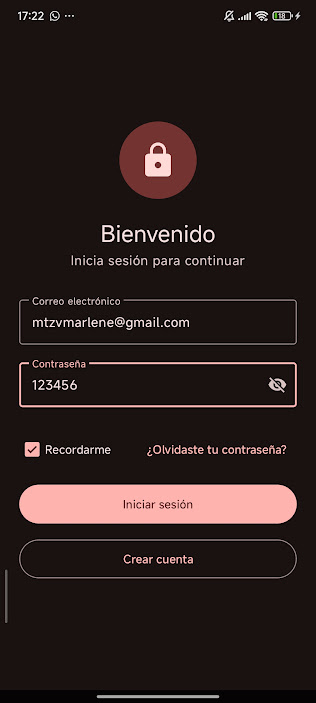 17:22
18
Bienvenido
Inicia sesión para continuar
Correo electrónico
mtzvmarlene@gmail.com
Contraseña
123456
Recordarme ¿Olvidaste tu contraseña?
Iniciar sesión
Crear cuenta